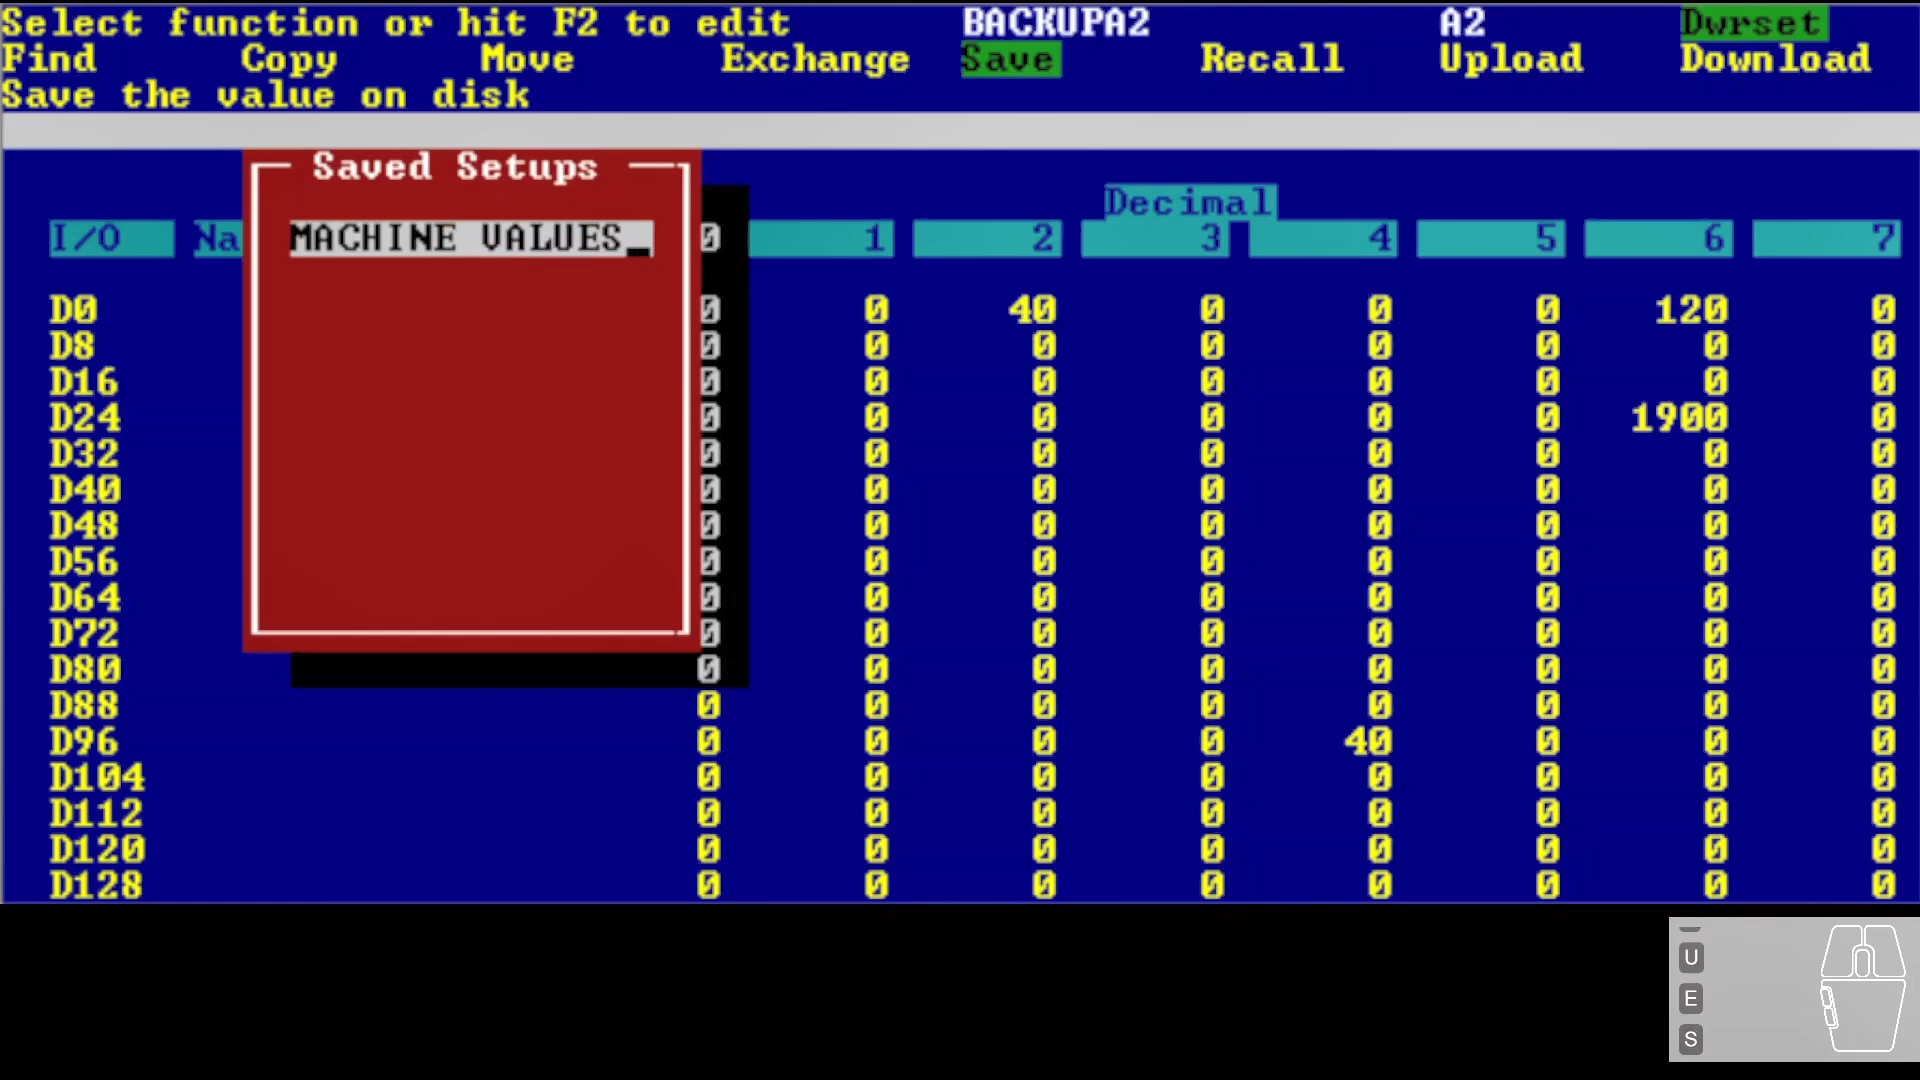 Select function or hit F2 to edit BACKUPA2 A2 Dwrset
Find Copy Move Exchange Save Recall Upload Download
Save the value on disk
Saved Setups
Decimal
I/O Na MACHINE VALUES_ 0 1 2 3 4 5 6 7
D0 0 0 40 0 0 0 120 0
D8 0 0 0 0 0 0 0 0
D16 0 0 0 0 0 0 0 0
D24 0 0 0 0 0 0 1900 0
D32 0 0 0 0 0 0 0 0
D40 0 0 0 0 0 0 0 0
D48 0 0 0 0 0 0 0 0
D56 0 0 0 0 0 0 0 0
D64 0 0 0 0 0 0 0 0
D72 0 0 0 0 0 0 0 0
D80 0 0 0 0 0 0 0 0
D88 0 0 0 0 0 0 0 0
D96 0 0 0 0 40 0 0 0
D104 0 0 0 0 0 0 0 0
D112 0 0 0 0 0 0 0 0
D120 0 0 0 0 0 0 0 0
D128 0 0 0 0 0 0 0 0
U
E
S